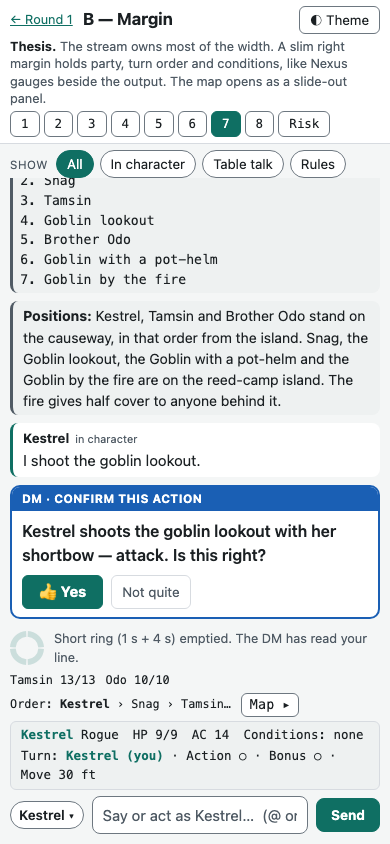 ← Round 1 B — Margin ◐ Theme
Thesis. The stream owns most of the width. A slim right
margin holds party, turn order and conditions, like Nexus
gauges beside the output. The map opens as a slide-out
panel.
1 2 3 4 5 6 7 8 Risk
SHOW All In character Table talk Rules
2. Snag
3. Tamsin
4. Goblin lookout
5. Brother Odo
6. Goblin with a pot-helm
7. Goblin by the fire
Positions: Kestrel, Tamsin and Brother Odo stand on
the causeway, in that order from the island. Snag, the
Goblin lookout, the Goblin with a pot-helm and the
Goblin by the fire are on the reed-camp island. The
fire gives half cover to anyone behind it.
Kestrel in character
I shoot the goblin lookout.
DM · CONFIRM THIS ACTION
Kestrel shoots the goblin lookout with her
shortbow — attack. Is this right?
👍 Yes Not quite
Short ring (1 s + 4 s) emptied. The DM has read your
line.
Tamsin 13/13 Odo 10/10
Order: Kestrel › Snag › Tamsin… Map ▸
Kestrel Rogue HP 9/9 AC 14 Conditions: none
Turn: Kestrel (you) · Action ○ · Bonus ○ ·
Move 30 ft
Kestrel ▾ Say or act as Kestrel… (@ or Send